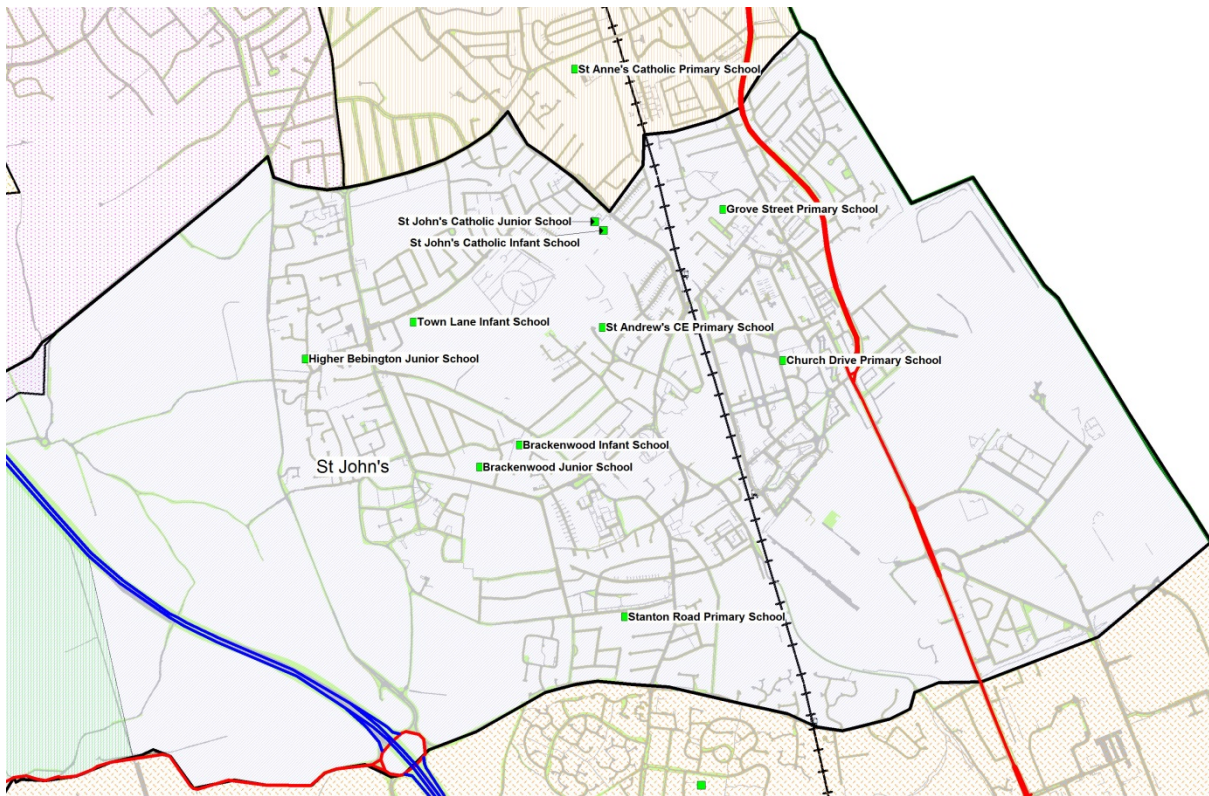 St Anne's Catholic Primary School
Grove Street Primary School
St John's Catholic Junior School
St John's Catholic Infant School
Town Lane Infant School
St Andrew's CE Primary School
Higher Bebington Junior School
Church Drive Primary School
Brackenwood Infant School
Brackenwood Junior School
St John's
Stanton Road Primary School